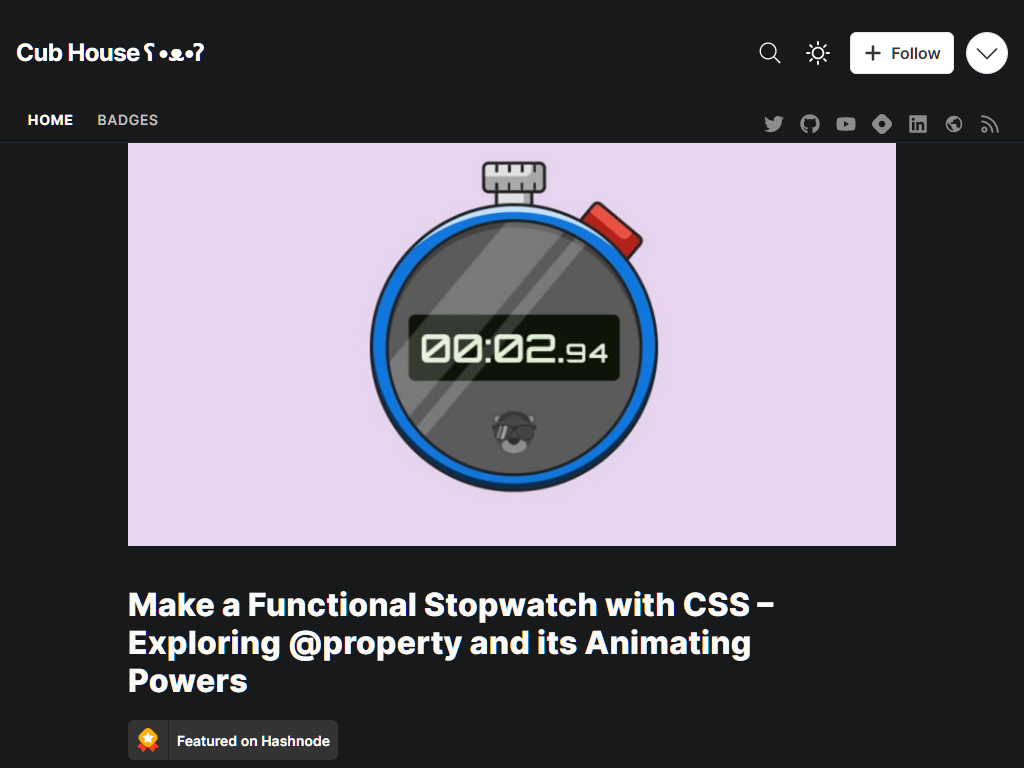 Cub House ʕ •ᴥ•ʔ
Follow
HOME BADGES
00:02.94
Make a Functional Stopwatch with CSS –
Exploring @property and its Animating
Powers
Featured on Hashnode